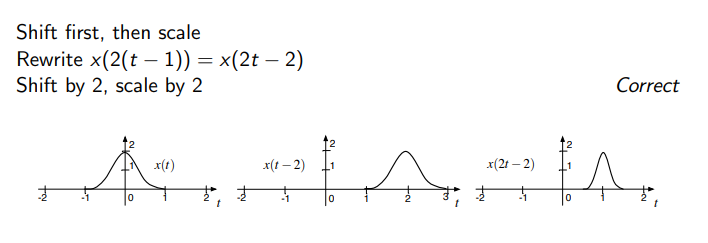 Shift first, then scale
Rewrite x(2(t − 1)) = x(2t − 2)
Shift by 2, scale by 2 Correct
2 2 2
1 x(t) x(t − 2) 1 x(2t − 2) 1
-2 -1 0 1 2 t -2 -1 0 1 2 3 t -2 -1 0 1 2 t